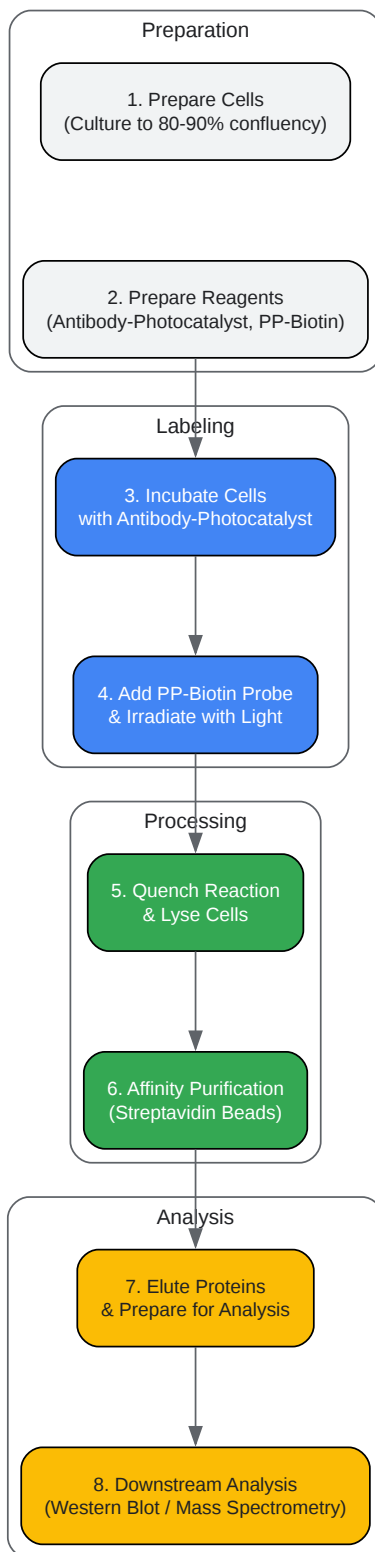 Preparation
1. Prepare Cells
(Culture to 80-90% confluency)
2. Prepare Reagents
(Antibody-Photocatalyst, PP-Biotin)
Labeling
3. Incubate Cells
with Antibody-Photocatalyst
4. Add PP-Biotin Probe
& Irradiate with Light
Processing
5. Quench Reaction
& Lyse Cells
6. Affinity Purification
(Streptavidin Beads)
Analysis
7. Elute Proteins
& Prepare for Analysis
8. Downstream Analysis
(Western Blot / Mass Spectrometry)